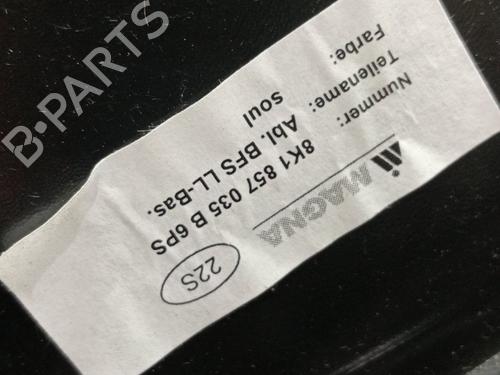 MAGNA
Nummer: 8K1 857 035 B 6PS
Teilename: Abl. BFS LL-Bas.
Farbe: soul
22S
B-PARTS